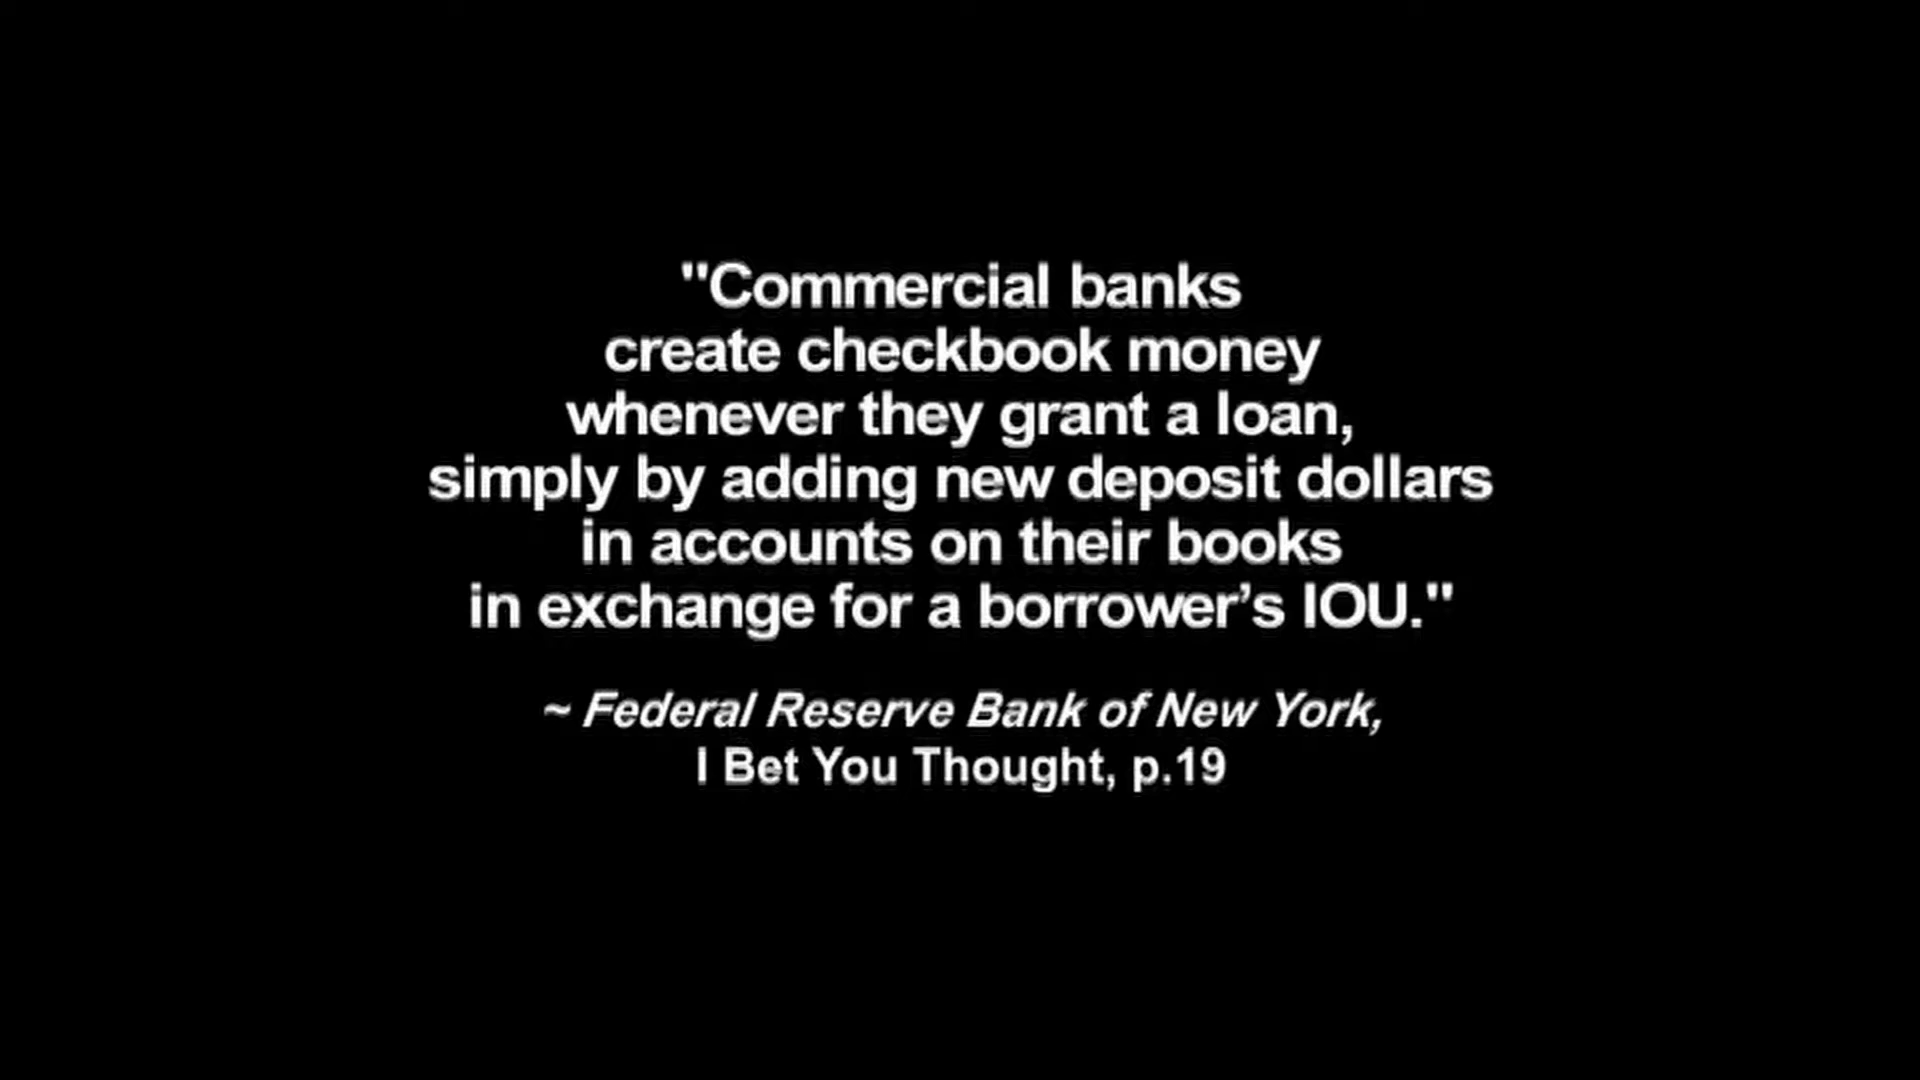 "Commercial banks
create checkbook money
whenever they grant a loan,
simply by adding new deposit dollars
in accounts on their books
in exchange for a borrower’s IOU."
~ Federal Reserve Bank of New York,
I Bet You Thought, p.19